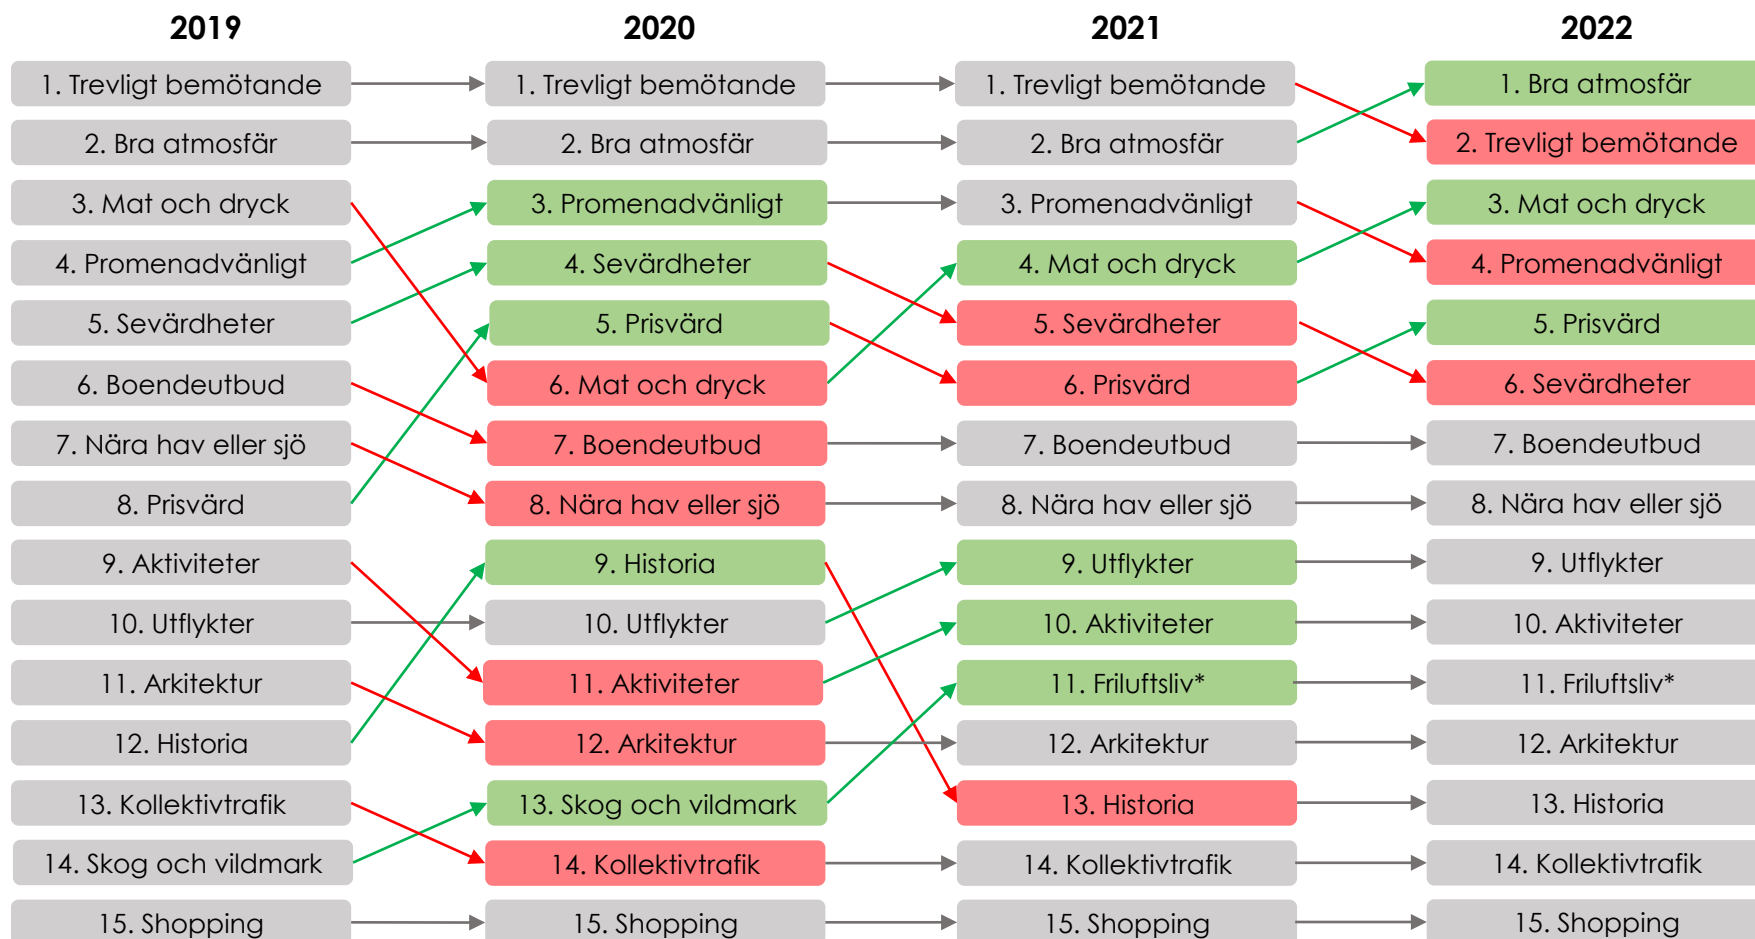 2019 2020 2021 2022
1. Trevligt bemötande 1. Trevligt bemötande 1. Trevligt bemötande 1. Bra atmosfär
2. Bra atmosfär 2. Bra atmosfär 2. Bra atmosfär 2. Trevligt bemötande
3. Mat och dryck 3. Promenadvänligt 3. Promenadvänligt 3. Mat och dryck
4. Promenadvänligt 4. Sevärdheter 4. Mat och dryck 4. Promenadvänligt
5. Sevärdheter 5. Prisvärd 5. Sevärdheter 5. Prisvärd
6. Boendeutbud 6. Mat och dryck 6. Prisvärd 6. Sevärdheter
7. Nära hav eller sjö 7. Boendeutbud 7. Boendeutbud 7. Boendeutbud
8. Prisvärd 8. Nära hav eller sjö 8. Nära hav eller sjö 8. Nära hav eller sjö
9. Aktiviteter 9. Historia 9. Utflykter 9. Utflykter
10. Utflykter 10. Utflykter 10. Aktiviteter 10. Aktiviteter
11. Arkitektur 11. Aktiviteter 11. Friluftsliv* 11. Friluftsliv*
12. Historia 12. Arkitektur 12. Arkitektur 12. Arkitektur
13. Kollektivtrafik 13. Skog och vildmark 13. Historia 13. Historia
14. Skog och vildmark 14. Kollektivtrafik 14. Kollektivtrafik 14. Kollektivtrafik
15. Shopping 15. Shopping 15. Shopping 15. Shopping